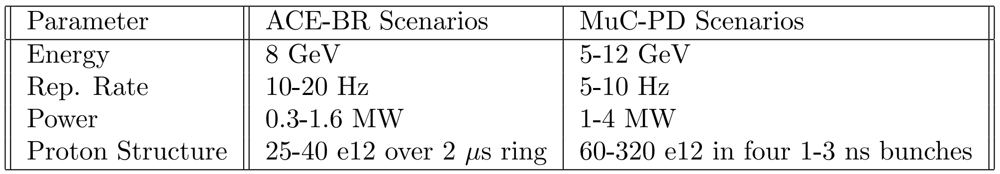 Parameter ACE-BR Scenarios MuC-PD Scenarios
Energy 8 GeV 5-12 GeV
Rep. Rate 10-20 Hz 5-10 Hz
Power 0.3-1.6 MW 1-4 MW
Proton Structure 25-40 e12 over 2 μs ring 60-320 e12 in four 1-3 ns bunches